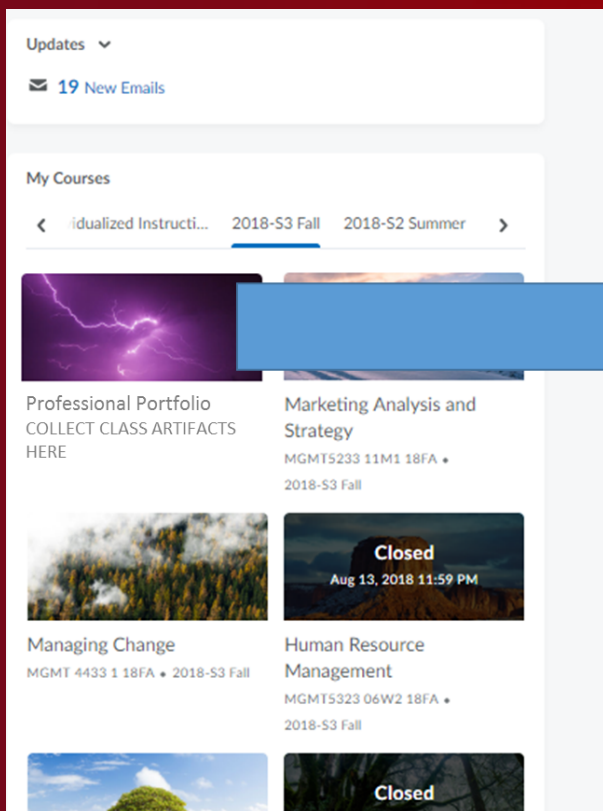 Updates
19 New Emails
My Courses
idualized Instructi... 2018-S3 Fall 2018-S2 Summer
Professional Portfolio
COLLECT CLASS ARTIFACTS
HERE
Marketing Analysis and
Strategy
MGMT5233 11M1 18FA •
2018-S3 Fall
Managing Change
MGMT 4433 1 18FA • 2018-S3 Fall
Closed
Aug 13, 2018 11:59 PM
Human Resource
Management
MGMT5323 06W2 18FA •
2018-S3 Fall
Closed